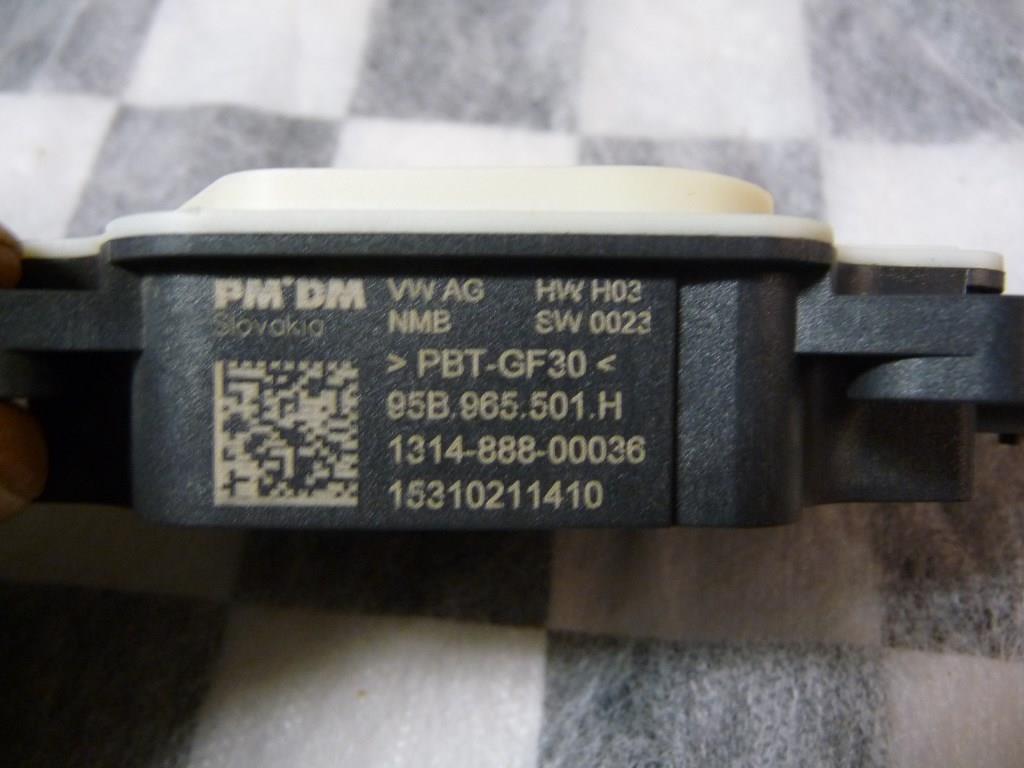 PM DM VW AG HW H03
Slovakia NMB SW 0023
> PBT-GF30 <
95B.965.501.H
1314-888-00036
15310211410